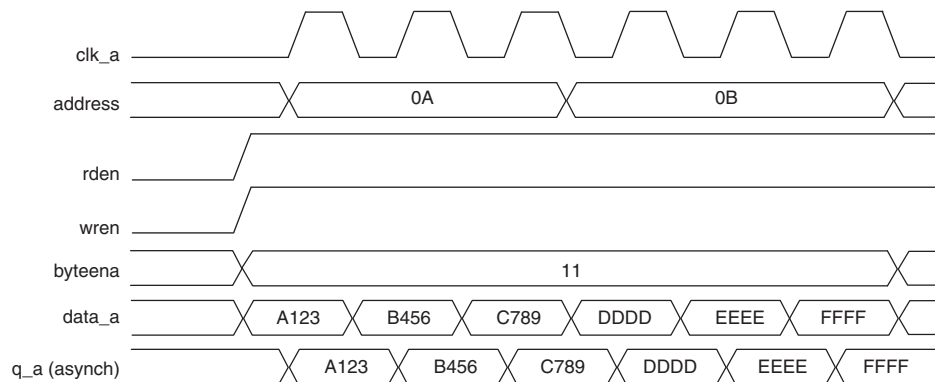 clk_a
address 0A 0B
rden
wren
byteena 11
data_a A123 B456 C789 DDDD EEEE FFFF
q_a (asynch) A123 B456 C789 DDDD EEEE FFFF